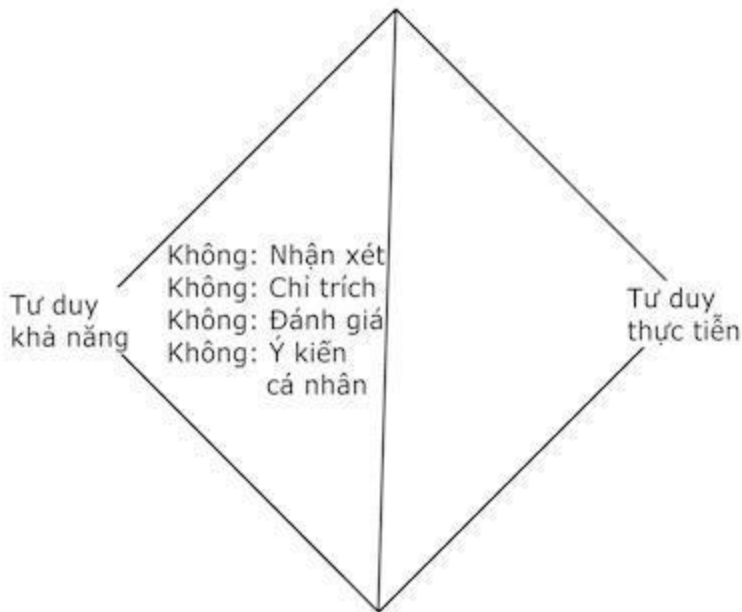 Không: Nhận xét
Không: Chỉ trích
Không: Đánh giá
Không: Ý kiến
cá nhân
Tư duy
khả năng
Tư duy
thực tiễn